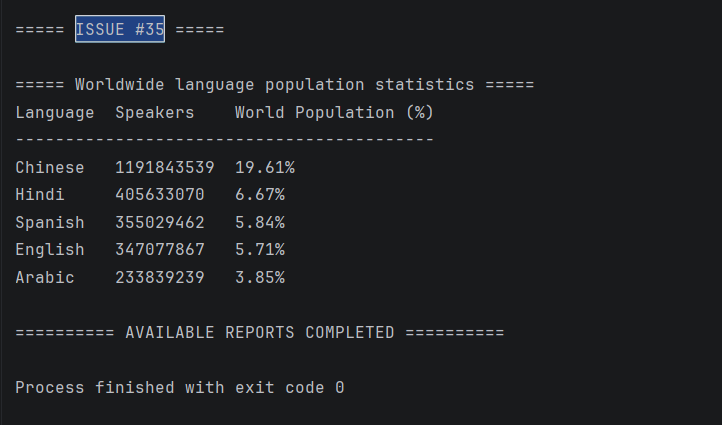 ===== ISSUE #35 =====
===== Worldwide language population statistics =====
Language  Speakers    World Population (%)
------------------------------------------
Chinese   1191843539  19.61%
Hindi     405633070   6.67%
Spanish   355029462   5.84%
English   347077867   5.71%
Arabic    233839239   3.85%
========== AVAILABLE REPORTS COMPLETED ==========
Process finished with exit code 0